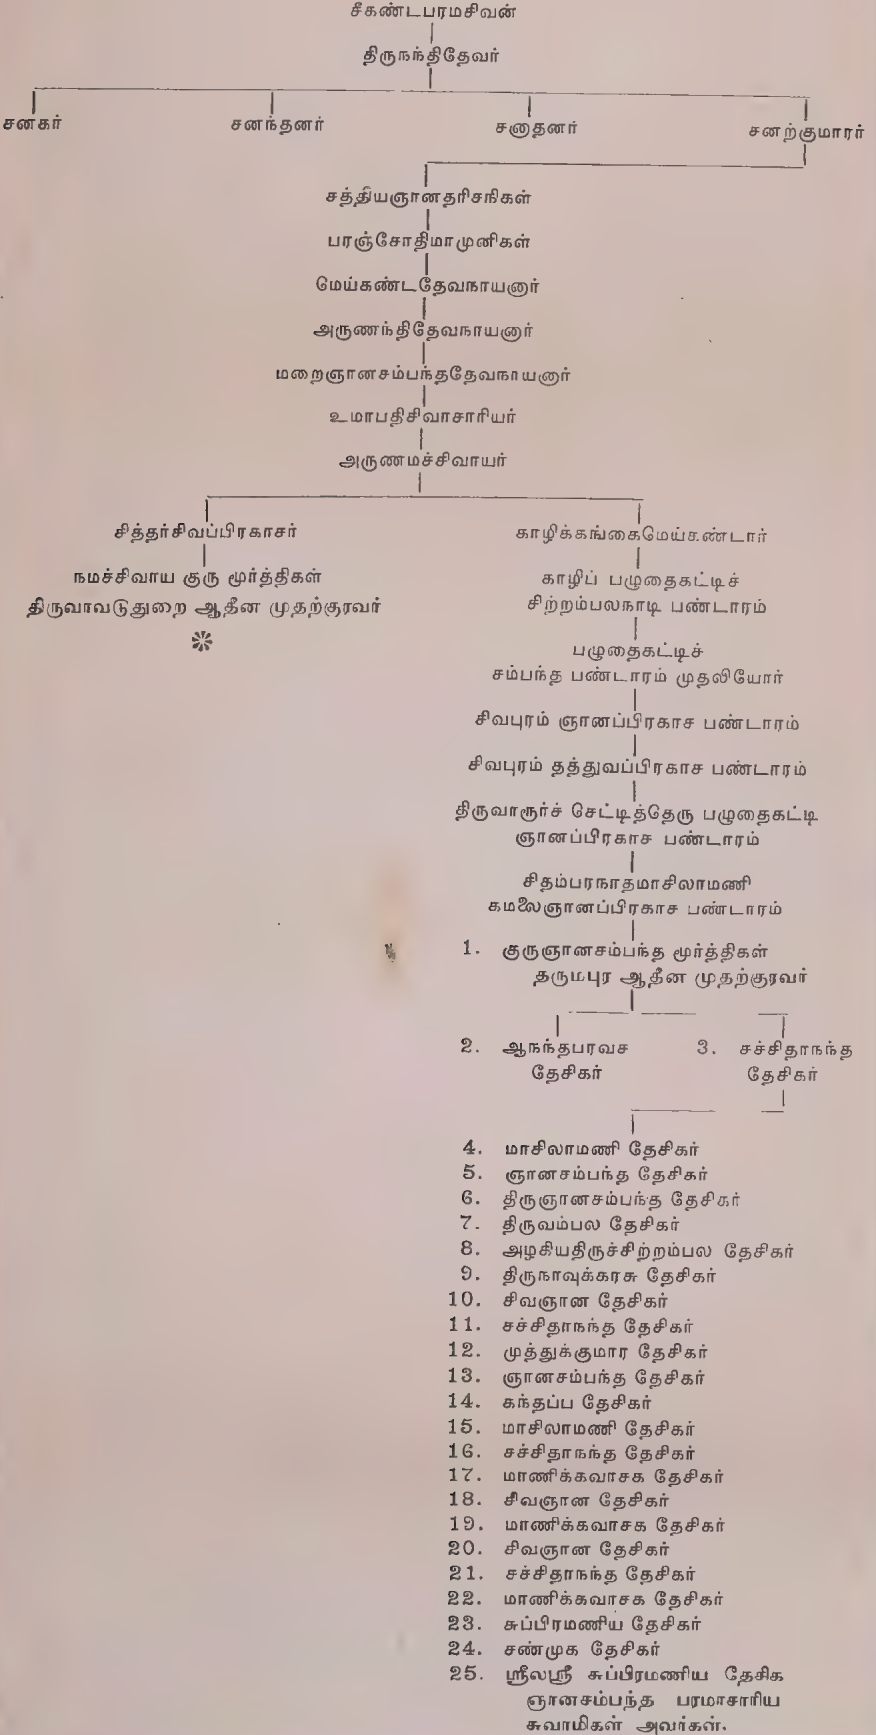 சீகண்டபரமசிவன்
திருநந்திதேவர்
சனகர் சனந்தனர் சனாதனர் சனற்குமாரர்
சத்தியஞானதரிசநிகள்
பரஞ்சோதிமாமுனிகள்
மேய்கண்டதேவநாயனார்
அருணந்திதேவநாயனார்
மறைஞானசம்பந்ததேவநாயனார்
உமாபதிசிவாசாரியர்
அருணமச்சிவாயர்
சித்தர்சிவப்பிரகாசர்
நமச்சிவாய குரு மூர்த்திகள்
திருவாவடுதுறை ஆதீன முதற்குரவர்
காழிக்கங்கைமேய்கண்டார்
காழிப் பழுதைகட்டிச்
சிற்றம்பலநாடி பண்டாரம்
பழுதைகட்டிச்
சம்பந்த பண்டாரம் முதலியோர்
சிவபுரம் ஞானப்பிரகாச பண்டாரம்
சிவபுரம் தத்துவப்பிரகாச பண்டாரம்
திருவாரூர்ச் செட்டித்தெரு பழுதைகட்டி
ஞானப்பிரகாச பண்டாரம்
சிதம்பரநாதமாசிலாமணி
கமலைஞானப்பிரகாச பண்டாரம்
1. குருஞானசம்பந்த மூர்த்திகள்
தருமபுர ஆதீன முதற்குரவர்
2. ஆநந்தபரவச
தேசிகர்
3. சச்சிதாநந்த
தேசிகர்
4. மாசிலாமணி தேசிகர்
5. ஞானசம்பந்த தேசிகர்
6. திருஞானசம்பந்த தேசிகர்
7. திருவம்பல தேசிகர்
8. அழகியதிருச்சிற்றம்பல தேசிகர்
9. திருநாவுக்கரசு தேசிகர்
10. சிவஞான தேசிகர்
11. சச்சிதாநந்த தேசிகர்
12. முத்துக்குமார தேசிகர்
13. ஞானசம்பந்த தேசிகர்
14. கந்தப்ப தேசிகர்
15. மாசிலாமணி தேசிகர்
16. சச்சிதாநந்த தேசிகர்
17. மாணிக்கவாசக தேசிகர்
18. சிவஞான தேசிகர்
19. மாணிக்கவாசக தேசிகர்
20. சிவஞான தேசிகர்
21. சச்சிதாநந்த தேசிகர்
22. மாணிக்கவாசக தேசிகர்
23. சுப்பிரமணிய தேசிகர்
24. சண்முக தேசிகர்
25. ஸ்ரீலஸ்ரீ சுப்பிரமணிய தேசிக
ஞானசம்பந்த பரமாசாரிய
சுவாமிகள் அவர்கள்.